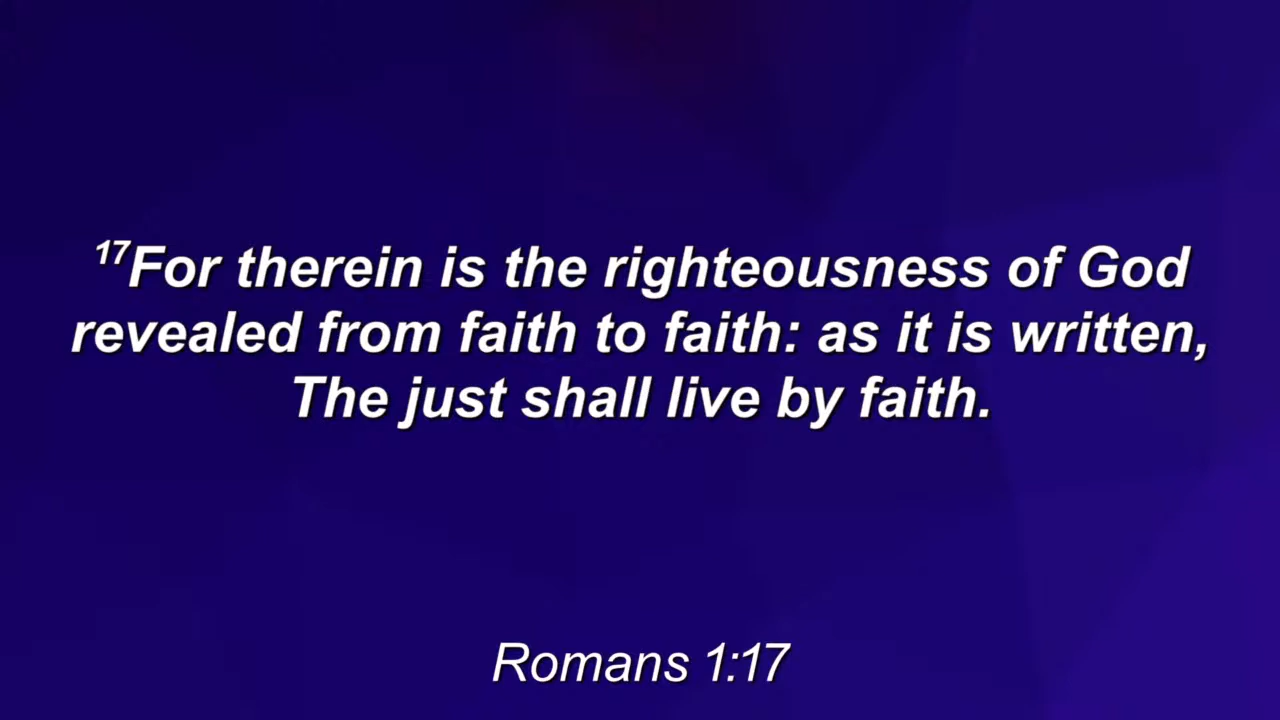 ¹⁷For therein is the righteousness of God
revealed from faith to faith: as it is written,
The just shall live by faith.
Romans 1:17